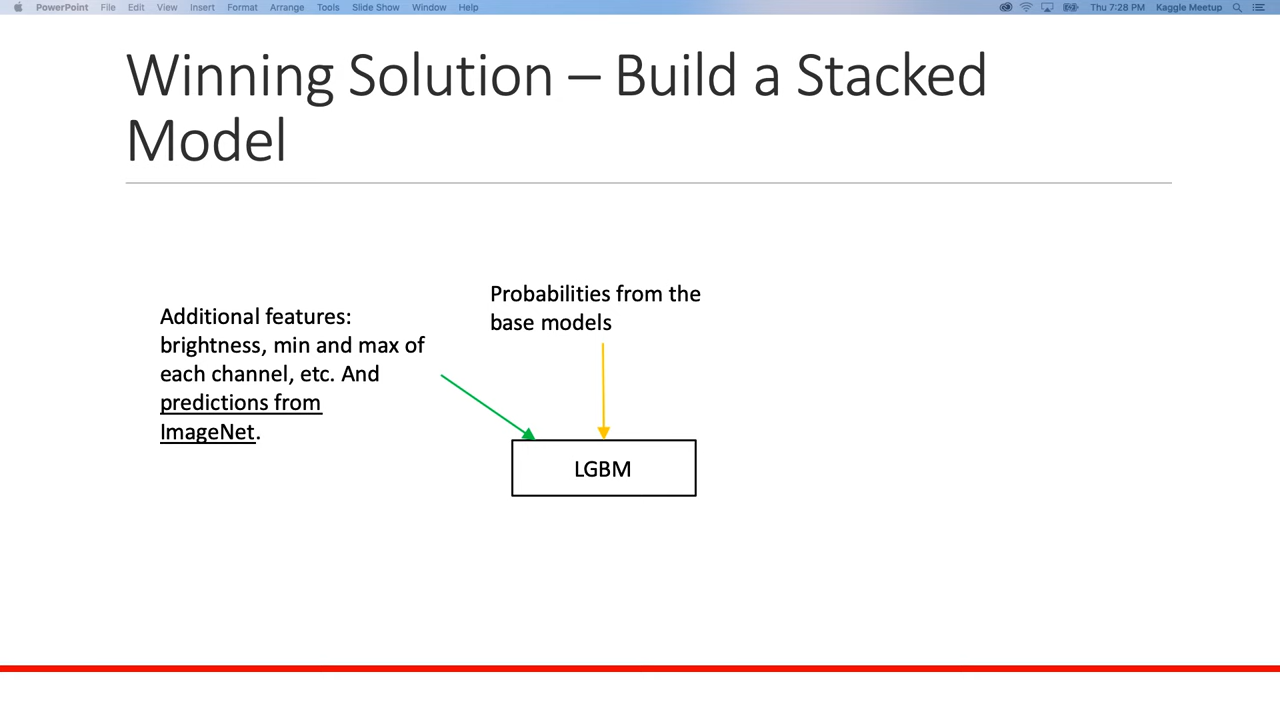 PowerPoint File Edit View Insert Format Arrange Tools Slide Show Window Help Thu 7:28 PM Kaggle Meetup
Winning Solution – Build a Stacked
Model
Probabilities from the
base models
Additional features:
brightness, min and max of
each channel, etc. And
predictions from
ImageNet.
LGBM